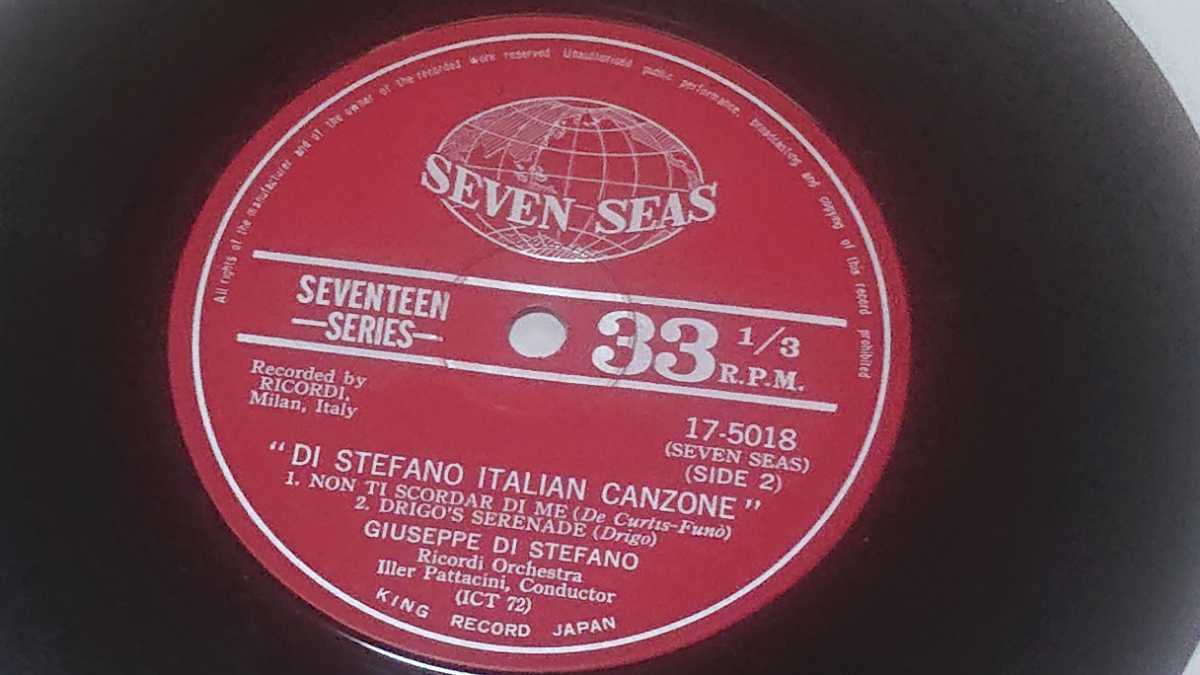 All rights of the manufacturer and of the owner of the recorded work reserved Unauthorised public performance, broadcasting and copying of this record prohibited
SEVEN SEAS
SEVENTEEN
—SERIES—
33 1/3
R.P.M.
Recorded by
RICORDI,
Milan, Italy
17-5018
(SEVEN SEAS)
(SIDE 2)
"DI STEFANO ITALIAN CANZONE"
1. NON TI SCORDAR DI ME (De Curtis-Funò)
2. DRIGO'S SERENADE (Drigo)
GIUSEPPE DI STEFANO
Ricordi Orchestra
Iller Pattacini, Conductor
(ICT 72)
KING RECORD JAPAN